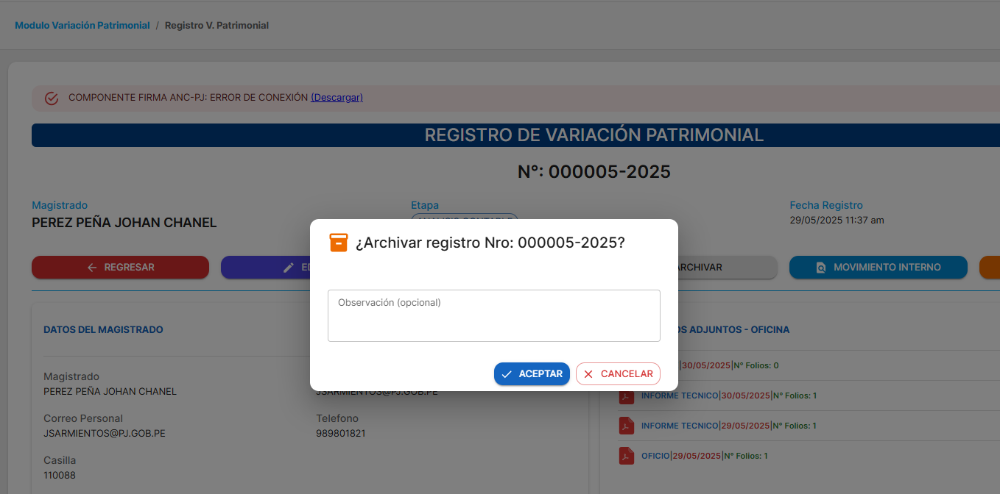 Modulo Variación Patrimonial / Registro V. Patrimonial
COMPONENTE FIRMA ANC-PJ: ERROR DE CONEXIÓN (Descargar)
REGISTRO DE VARIACIÓN PATRIMONIAL
N°: 000005-2025
Magistrado
PEREZ PEÑA JOHAN CHANEL
Etapa
Fecha Registro
29/05/2025 11:37 am
¿Archivar registro Nro: 000005-2025?
REGRESAR
ARCHIVAR
MOVIMIENTO INTERNO
Observación (opcional)
ACEPTAR
CANCELAR
DATOS DEL MAGISTRADO
Magistrado
PEREZ PEÑA JOHAN CHANEL
JSARMIENTOS@PJ.GOB.PE
Correo Personal
JSARMIENTOS@PJ.GOB.PE
Telefono
989801821
Casilla
110088
ADJUNTOS - OFICINA
|30/05/2025|N° Folios: 0
INFORME TECNICO|30/05/2025|N° Folios: 1
INFORME TECNICO|29/05/2025|N° Folios: 1
OFICIO|29/05/2025|N° Folios: 1